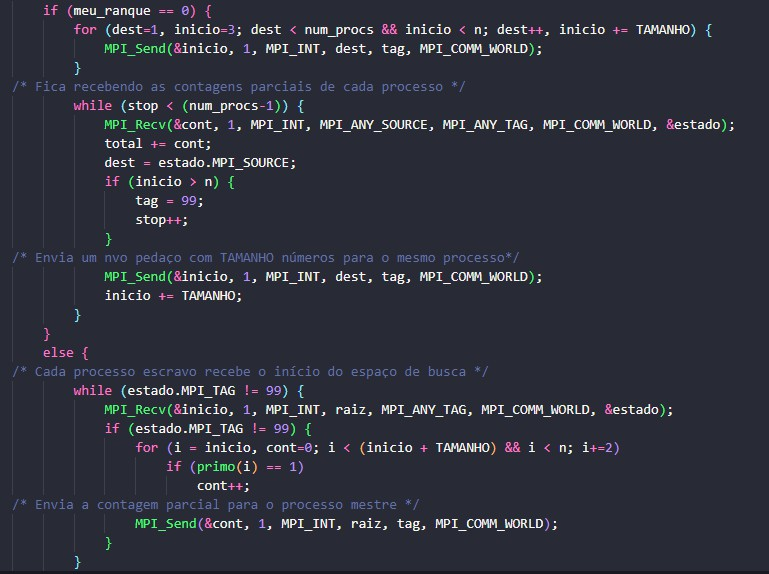 if (meu_ranque == 0) {
for (dest=1, inicio=3; dest < num_procs && inicio < n; dest++, inicio += TAMANHO) {
MPI_Send(&inicio, 1, MPI_INT, dest, tag, MPI_COMM_WORLD);
}
/* Fica recebendo as contagens parciais de cada processo */
while (stop < (num_procs-1)) {
MPI_Recv(&cont, 1, MPI_INT, MPI_ANY_SOURCE, MPI_ANY_TAG, MPI_COMM_WORLD, &estado);
total += cont;
dest = estado.MPI_SOURCE;
if (inicio > n) {
tag = 99;
stop++;
}
/* Envia um nvo pedaço com TAMANHO números para o mesmo processo*/
MPI_Send(&inicio, 1, MPI_INT, dest, tag, MPI_COMM_WORLD);
inicio += TAMANHO;
}
}
else {
/* Cada processo escravo recebe o início do espaço de busca */
while (estado.MPI_TAG != 99) {
MPI_Recv(&inicio, 1, MPI_INT, raiz, MPI_ANY_TAG, MPI_COMM_WORLD, &estado);
if (estado.MPI_TAG != 99) {
for (i = inicio, cont=0; i < (inicio + TAMANHO) && i < n; i+=2)
if (primo(i) == 1)
cont++;
/* Envia a contagem parcial para o processo mestre */
MPI_Send(&cont, 1, MPI_INT, raiz, tag, MPI_COMM_WORLD);
}
}